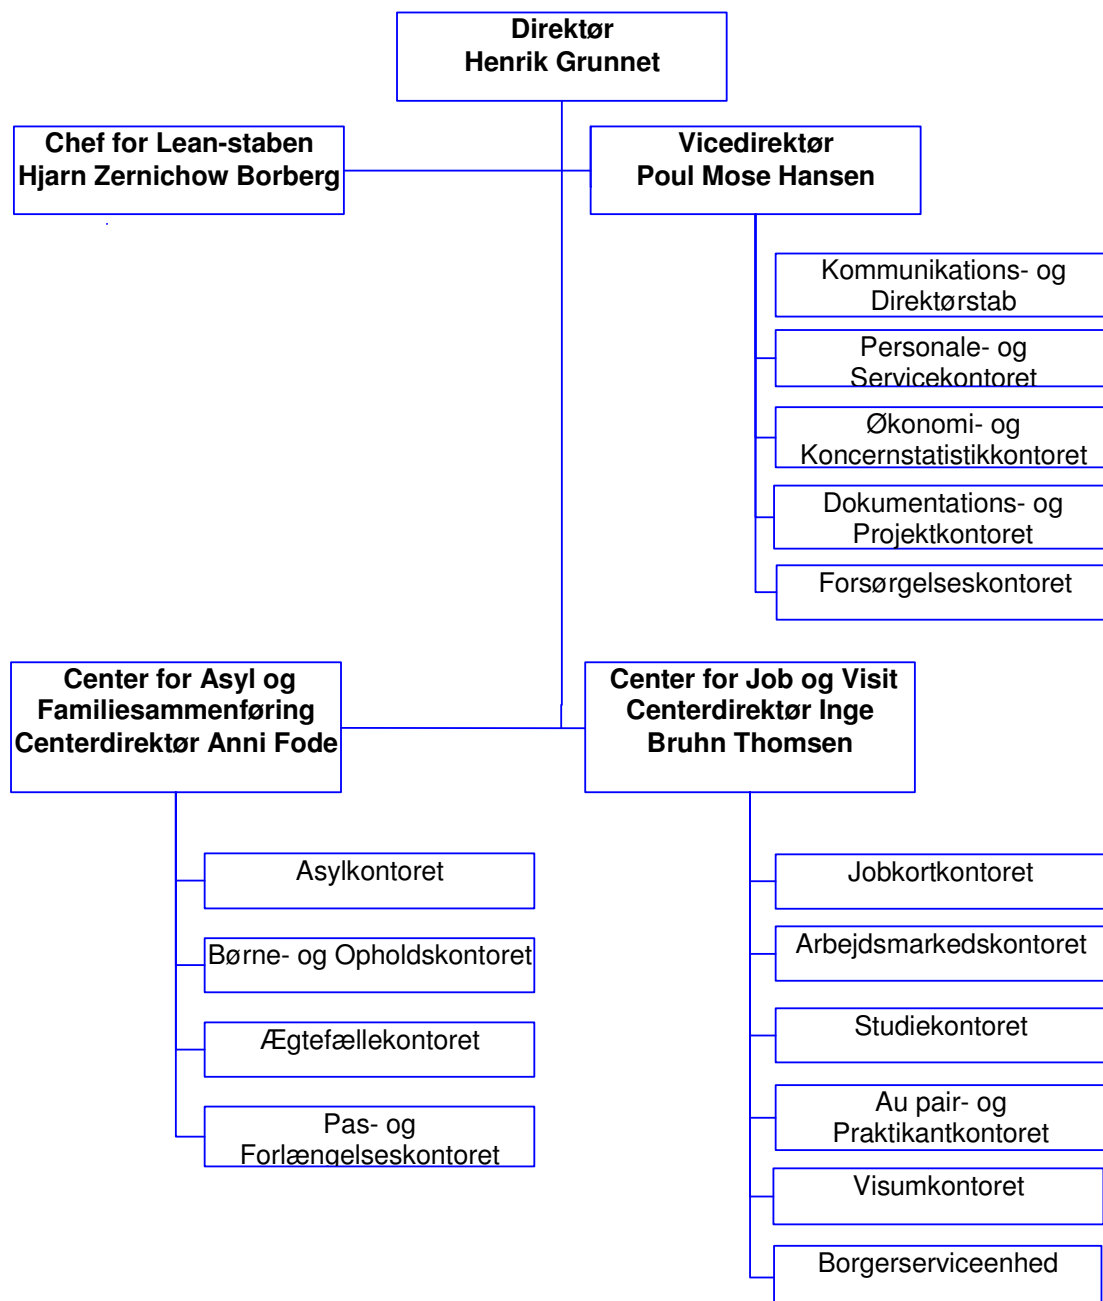 Direktør
Henrik Grunnet
Chef for Lean-staben
Hjarn Zernichow Borberg
Vicedirektør
Poul Mose Hansen
Kommunikations- og
Direktørstab
Personale- og
Servicekontoret
Økonomi- og
Koncernstatistikkontoret
Dokumentations- og
Projektkontoret
Forsørgelseskontoret
Center for Asyl og
Familiesammenføring
Centerdirektør Anni Fode
Center for Job og Visit
Centerdirektør Inge
Bruhn Thomsen
Asylkontoret
Børne- og Opholdskontoret
Ægtefællekontoret
Pas- og
Forlængelseskontoret
Jobkortkontoret
Arbejdsmarkedskontoret
Studiekontoret
Au pair- og
Praktikantkontoret
Visumkontoret
Borgerserviceenhed